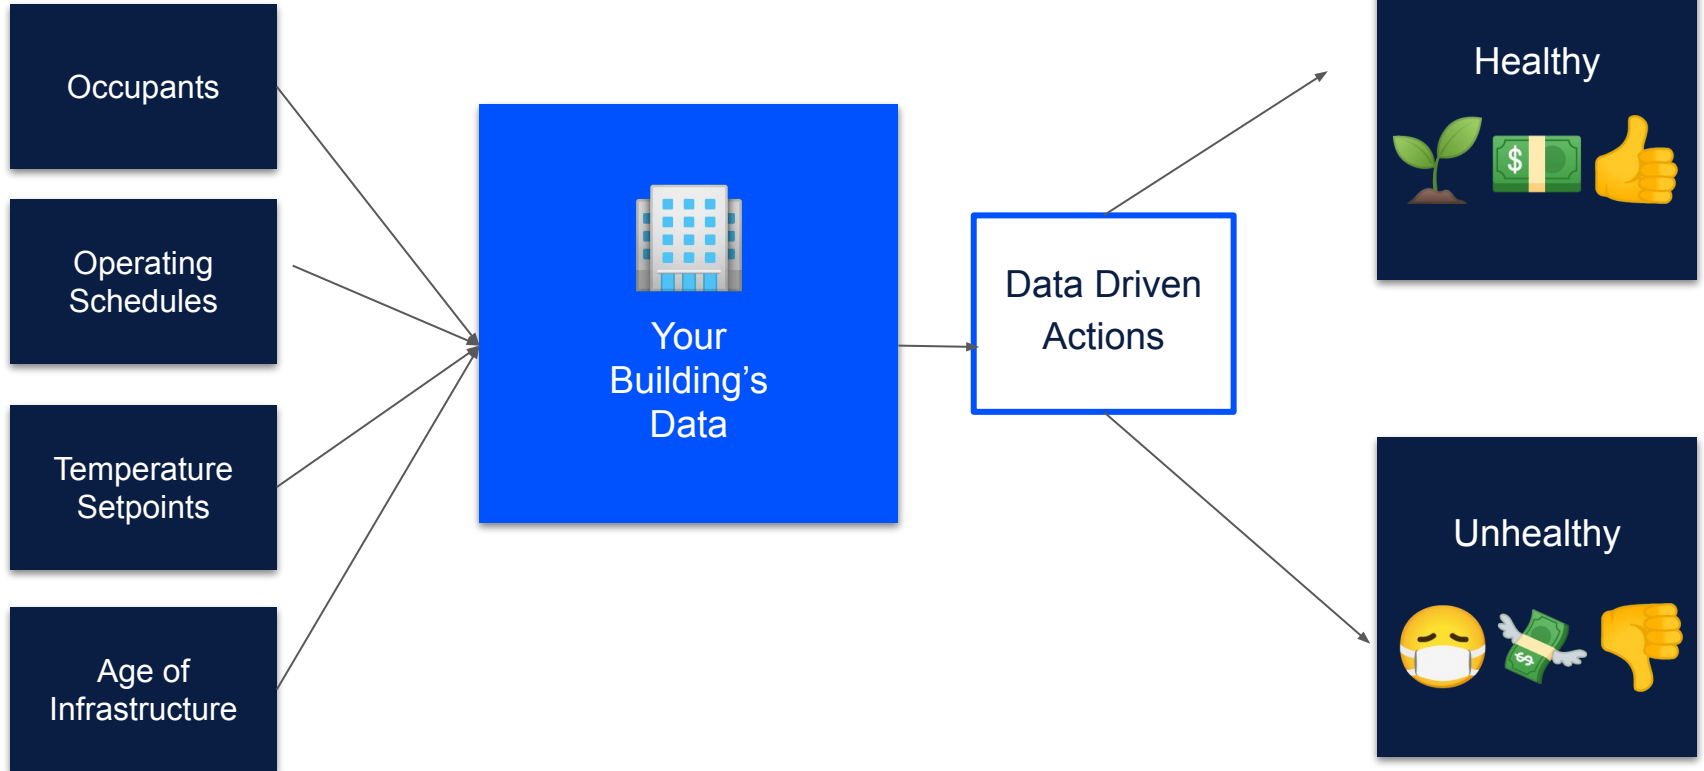 Occupants
Operating
Schedules
Temperature
Setpoints
Age of
Infrastructure
Your
Building’s
Data
Data Driven
Actions
Healthy
Unhealthy